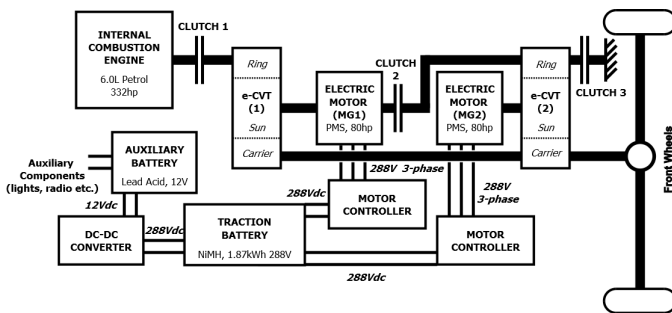 INTERNAL
COMBUSTION
ENGINE
6.0L Petrol
332hp
CLUTCH 1
Ring
e-CVT
(1)
Sun
Carrier
ELECTRIC
MOTOR
(MG1)
PMS, 80hp
CLUTCH
2
ELECTRIC
MOTOR
(MG2)
PMS, 80hp
Ring
e-CVT
(2)
Sun
Carrier
CLUTCH 3
Front Wheels
Auxiliary
Components
(lights, radio etc.)
AUXILIARY
BATTERY
Lead Acid, 12V
12Vdc
DC-DC
CONVERTER
288Vdc
TRACTION
BATTERY
NiMH, 1.87kWh 288V
288Vdc
288V 3-phase
MOTOR
CONTROLLER
288V
3-phase
MOTOR
CONTROLLER
288Vdc